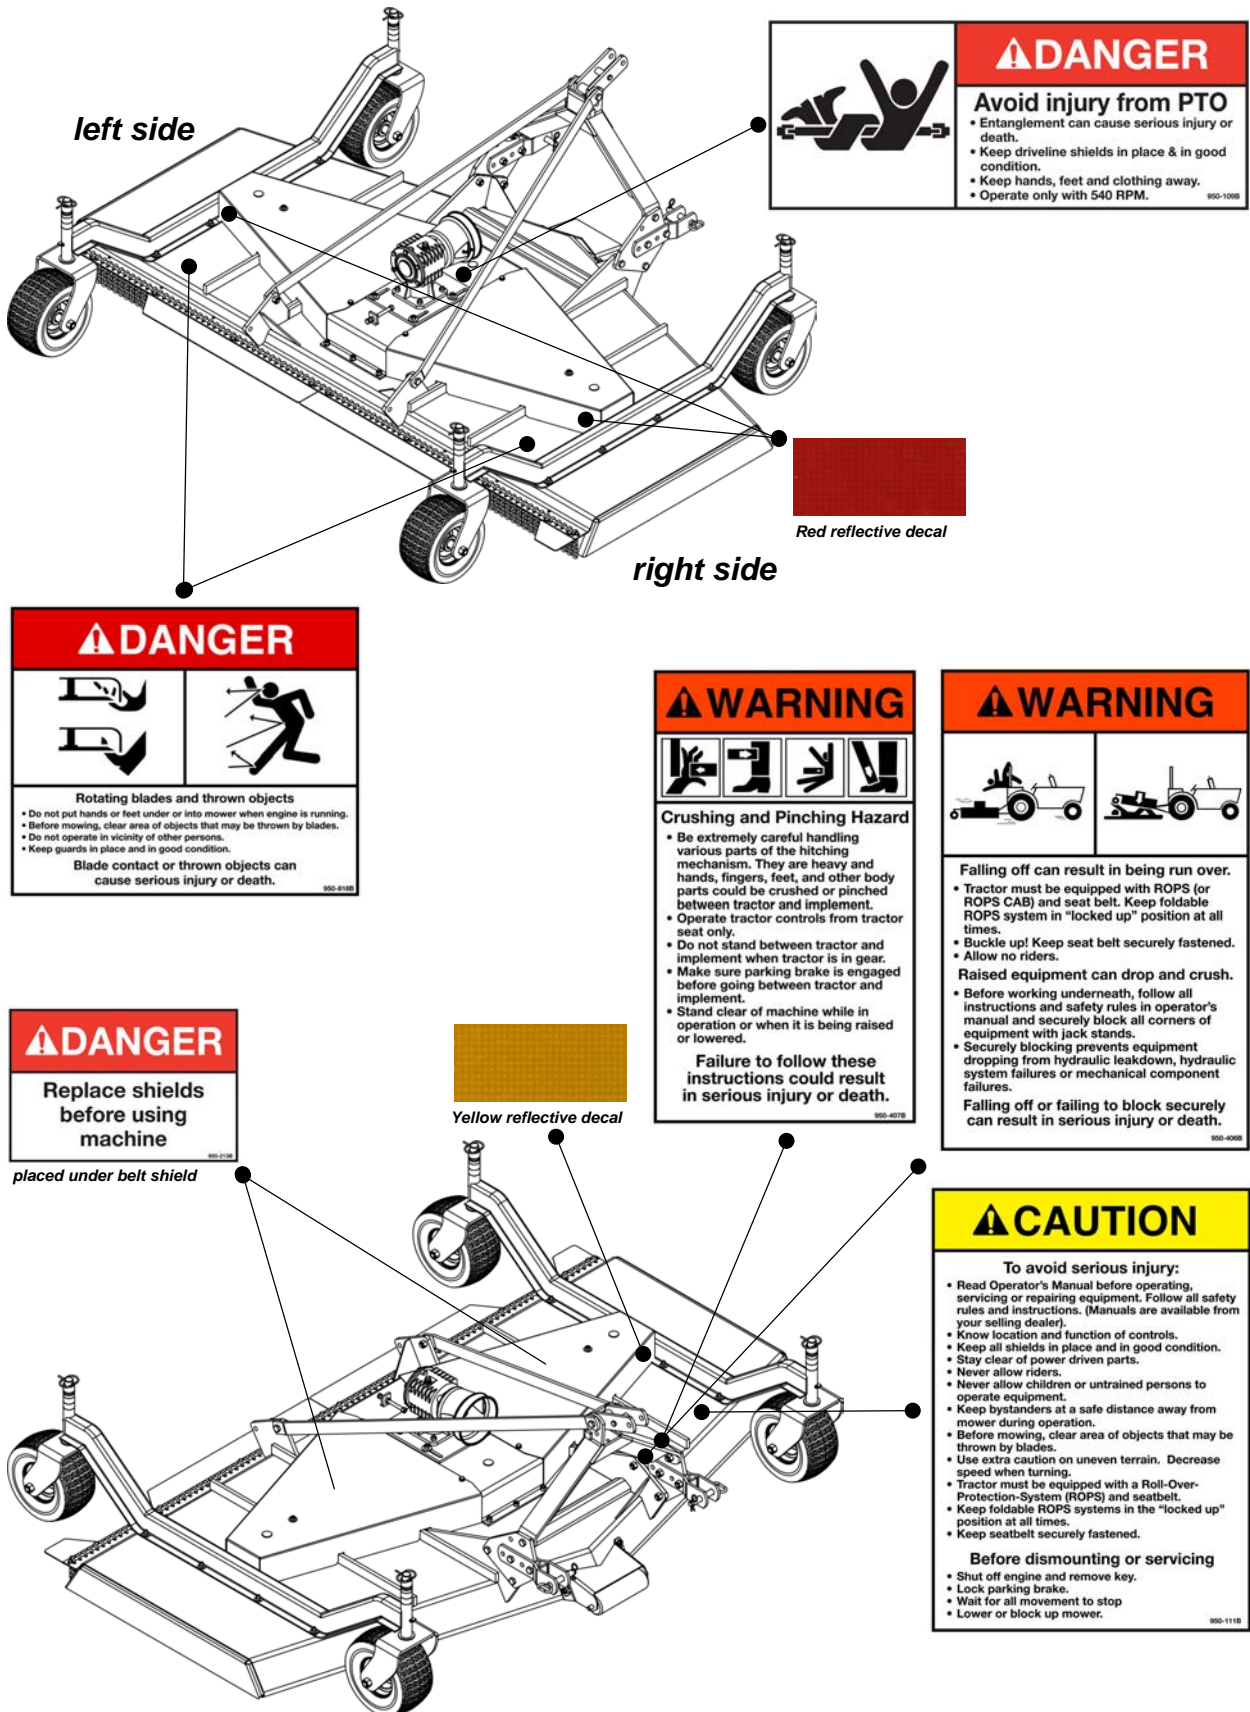 left side
DANGER
Avoid injury from PTO
• Entanglement can cause serious injury or
death.
• Keep driveline shields in place & in good
condition.
• Keep hands, feet and clothing away.
• Operate only with 540 RPM.
950-109B
Red reflective decal
right side
DANGER
Rotating blades and thrown objects
• Do not put hands or feet under or into mower when engine is running.
• Before mowing, clear area of objects that may be thrown by blades.
• Do not operate in vicinity of other persons.
• Keep guards in place and in good condition.
Blade contact or thrown objects can
cause serious injury or death.
950-818B
WARNING
Crushing and Pinching Hazard
• Be extremely careful handling
various parts of the hitching
mechanism. They are heavy and
hands, fingers, feet, and other body
parts could be crushed or pinched
between tractor and implement.
• Operate tractor controls from tractor
seat only.
• Do not stand between tractor and
implement when tractor is in gear.
• Make sure parking brake is engaged
before going between tractor and
implement.
• Stand clear of machine while in
operation or when it is being raised
or lowered.
Failure to follow these
instructions could result
in serious injury or death.
950-407B
WARNING
Falling off can result in being run over.
• Tractor must be equipped with ROPS (or
ROPS CAB) and seat belt. Keep foldable
ROPS system in “locked up” position at all
times.
• Buckle up! Keep seat belt securely fastened.
• Allow no riders.
Raised equipment can drop and crush.
• Before working underneath, follow all
instructions and safety rules in operator’s
manual and securely block all corners of
equipment with jack stands.
• Securely blocking prevents equipment
dropping from hydraulic leakdown, hydraulic
system failures or mechanical component
failures.
Falling off or failing to block securely
can result in serious injury or death.
950-406B
DANGER
Replace shields
before using
machine
placed under belt shield
Yellow reflective decal
CAUTION
To avoid serious injury:
• Read Operator’s Manual before operating,
servicing or repairing equipment. Follow all safety
rules and instructions. (Manuals are available from
your selling dealer).
• Know location and function of controls.
• Keep all shields in place and in good condition.
• Stay clear of power driven parts.
• Never allow riders.
• Never allow children or untrained persons to
operate equipment.
• Keep bystanders at a safe distance away from
mower during operation.
• Before mowing, clear area of objects that may be
thrown by blades.
• Use extra caution on uneven terrain. Decrease
speed when turning.
• Tractor must be equipped with a Roll-Over-
Protection-System (ROPS) and seatbelt.
• Keep foldable ROPS systems in the “locked up”
position at all times.
• Keep seatbelt securely fastened.
Before dismounting or servicing
• Shut off engine and remove key.
• Lock parking brake.
• Wait for all movement to stop
• Lower or block up mower.
950-111B